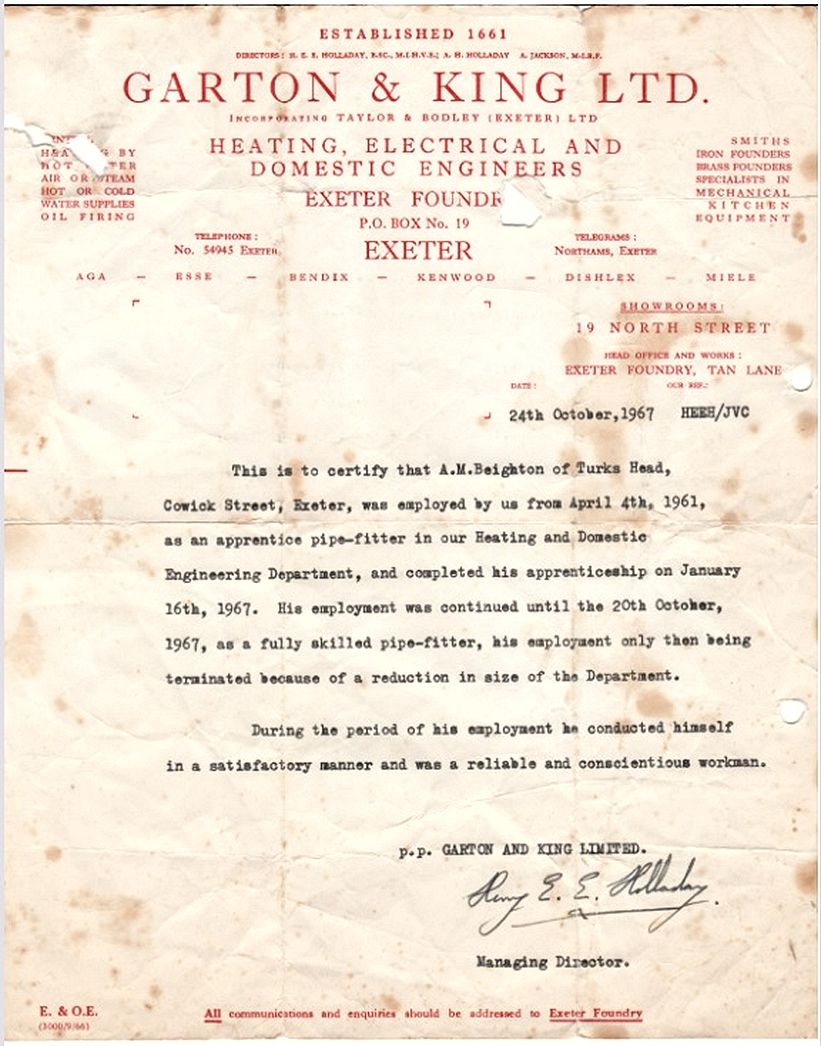 ESTABLISHED 1661
DIRECTORS: H. E. E. HOLLADAY, B.SC., M.I.H.V.E.; A. H. HOLLADAY A. JACKSON, M.I.B.F.
GARTON & KING LTD.
INCORPORATING TAYLOR & BODLEY (EXETER) LTD
HEATING, ELECTRICAL AND
DOMESTIC ENGINEERS
EXETER FOUNDR
P.O. BOX No. 19
EXETER
BY
HOT
AIR OR STEAM
HOT OR COLD
WATER SUPPLIES
OIL FIRING
SMITHS
IRON FOUNDERS
BRASS FOUNDERS
SPECIALISTS IN
MECHANICAL
KITCHEN
EQUIPMENT
TELEPHONE:
No. 54945 EXETER
TELEGRAMS:
NORTHAMS, EXETER
AGA — ESSE — BENDIX — KENWOOD — DISHLEX — MIELE
SHOWROOMS:
19 NORTH STREET
HEAD OFFICE AND WORKS:
EXETER FOUNDRY, TAN LANE
DATE: OUR REF.:
24th October,1967 HEEH/JVC
This is to certify that A.M.Beighton of Turks Head,
Cowick Street, Exeter, was employed by us from April 4th, 1961,
as an apprentice pipe-fitter in our Heating and Domestic
Engineering Department, and completed his apprenticeship on January
16th, 1967. His employment was continued until the 20th October,
1967, as a fully skilled pipe-fitter, his employment only then being
terminated because of a reduction in size of the Department.
During the period of his employment he conducted himself
in a satisfactory manner and was a reliable and conscientious workman.
p.p. GARTON AND KING LIMITED.
Henry E. E. Holladay.
Managing Director.
E. & O.E.
(3000/9/66)
All communications and enquiries should be addressed to Exeter Foundry